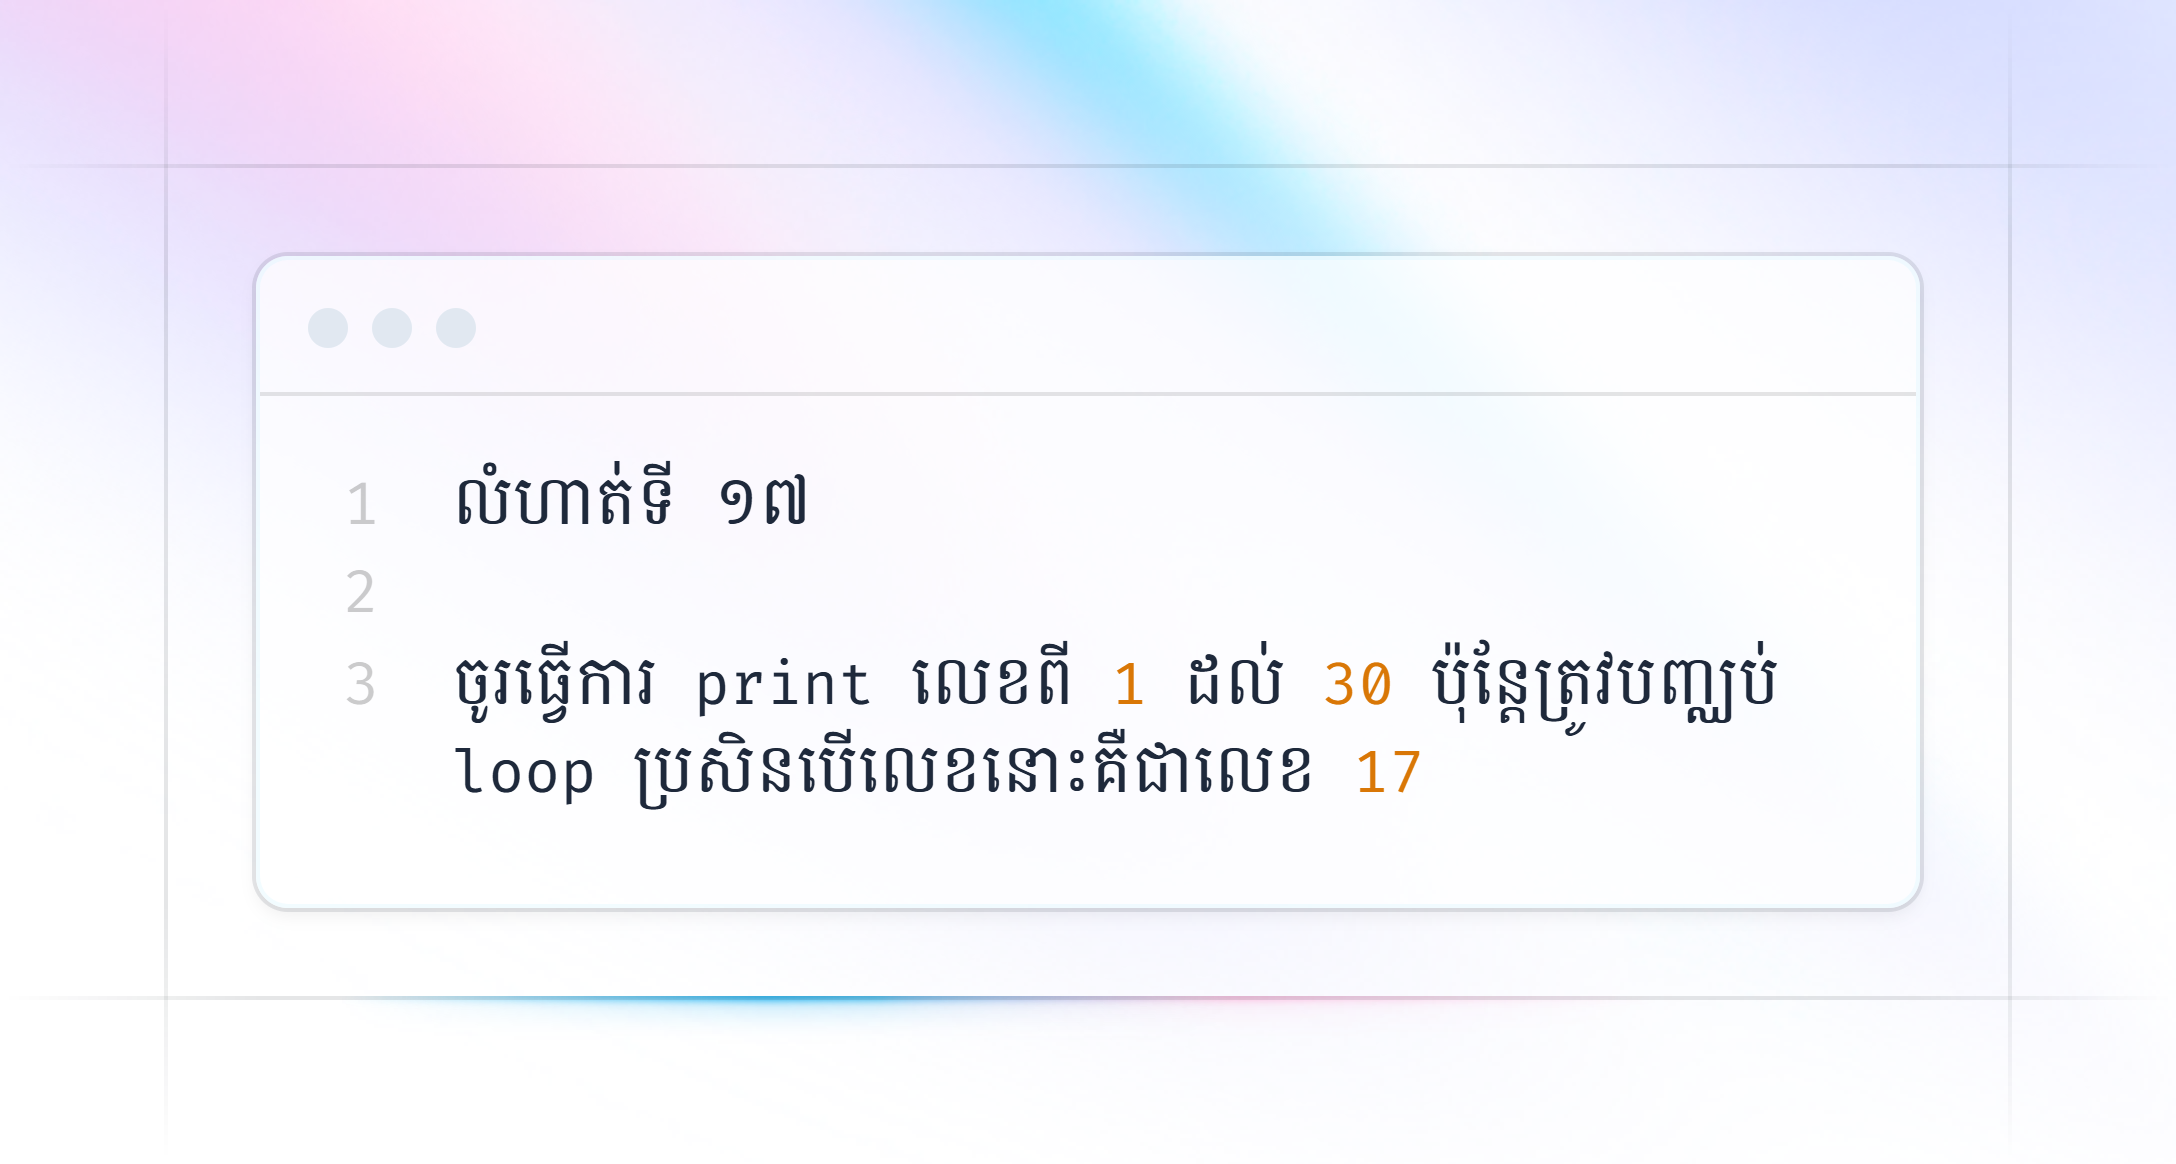 1 លំហាត់ទី ១៧
2
3 ចូរធ្វើការ print លេខពី 1 ដល់ 30 ប៉ុន្តែត្រូវបញ្ឈប់
loop ប្រសិនបើលេខនោះគឺជាលេខ 17